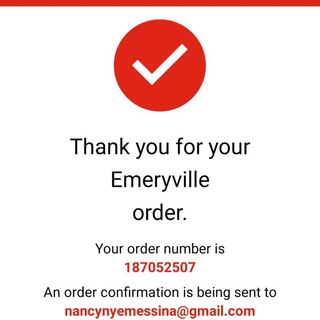 Thank you for your
Emeryville
order.
Your order number is
187052507
An order confirmation is being sent to
nancynyemessina@gmail.com